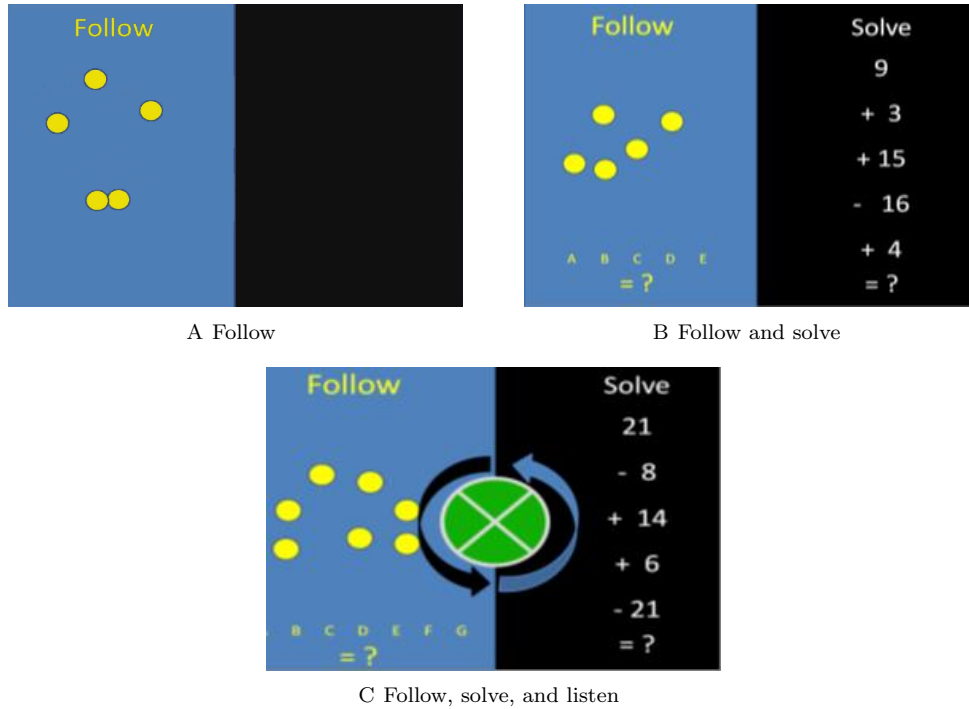 Follow
A Follow
Follow
A B C D E
= ?
Solve
9
+ 3
+ 15
- 16
+ 4
= ?
B Follow and solve
Follow
B C D E F G
= ?
Solve
21
- 8
+ 14
+ 6
- 21
= ?
C Follow, solve, and listen